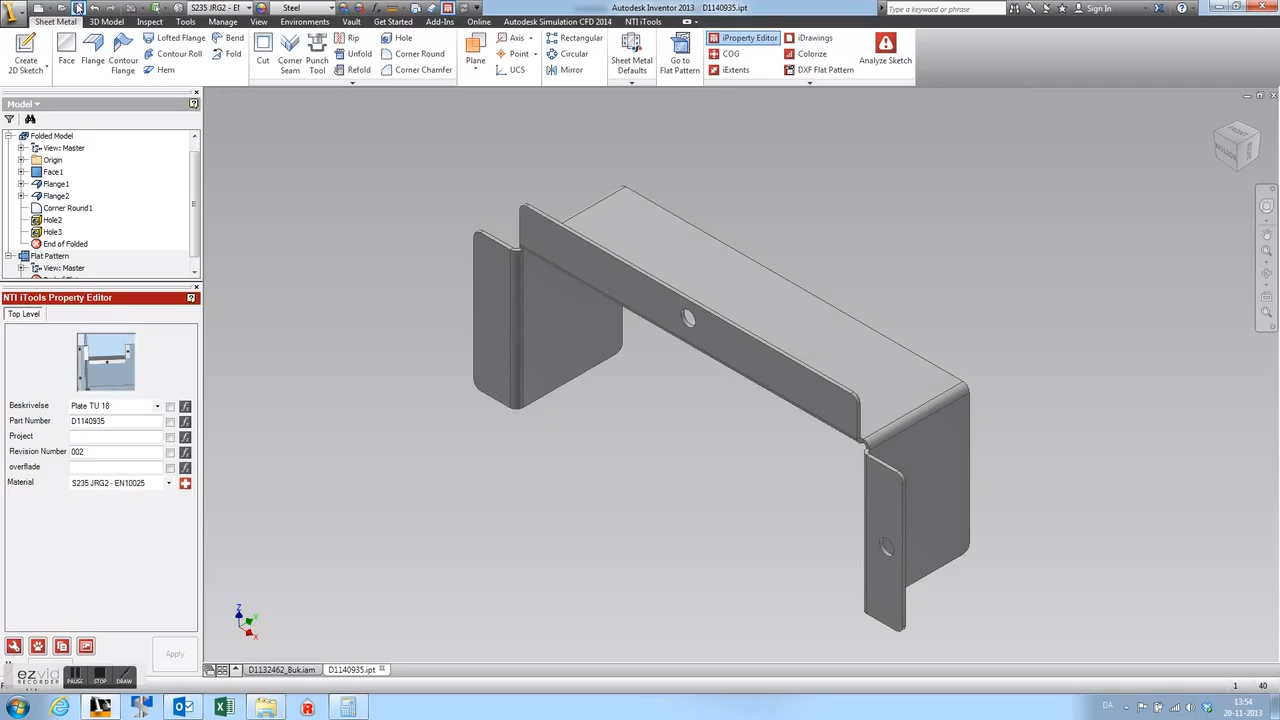 S235 JRG2 - EI
Steel
Autodesk Inventor 2013 D1140935.ipt
Type a keyword or phrase
Sign In
Sheet Metal 3D Model Inspect Tools Manage View Environments Vault Get Started Add-Ins Online Autodesk Simulation CFD 2014 NTI iTools
Create
2D Sketch
Face
Flange
Contour
Flange
Lofted Flange
Contour Roll
Hem
Bend
Fold
Cut
Corner
Seam
Punch
Tool
Rip
Unfold
Refold
Hole
Corner Round
Corner Chamfer
Plane
Axis
Point
UCS
Rectangular
Circular
Mirror
Sheet Metal
Defaults
Go to
Flat Pattern
iProperty Editor
COG
iExtents
iDrawings
Colorize
DXF Flat Pattern
Analyze Sketch
Model
Folded Model
View: Master
Origin
Face1
Flange1
Flange2
Corner Round1
Hole2
Hole3
End of Folded
Flat Pattern
View: Master
NTI iTools Property Editor
Top Level
Beskrivelse Plate TU 18
Part Number D1140935
Project
Revision Number 002
overflade
Material S235 JRG2 - EN10025
Apply
FRONT
BOTTOM
Z
Y
X
D1132462_Buk.iam D1140935.ipt
ezvid
RECORDER
PAUSE STOP DRAW
1 40
DA
13:54
20-11-2013